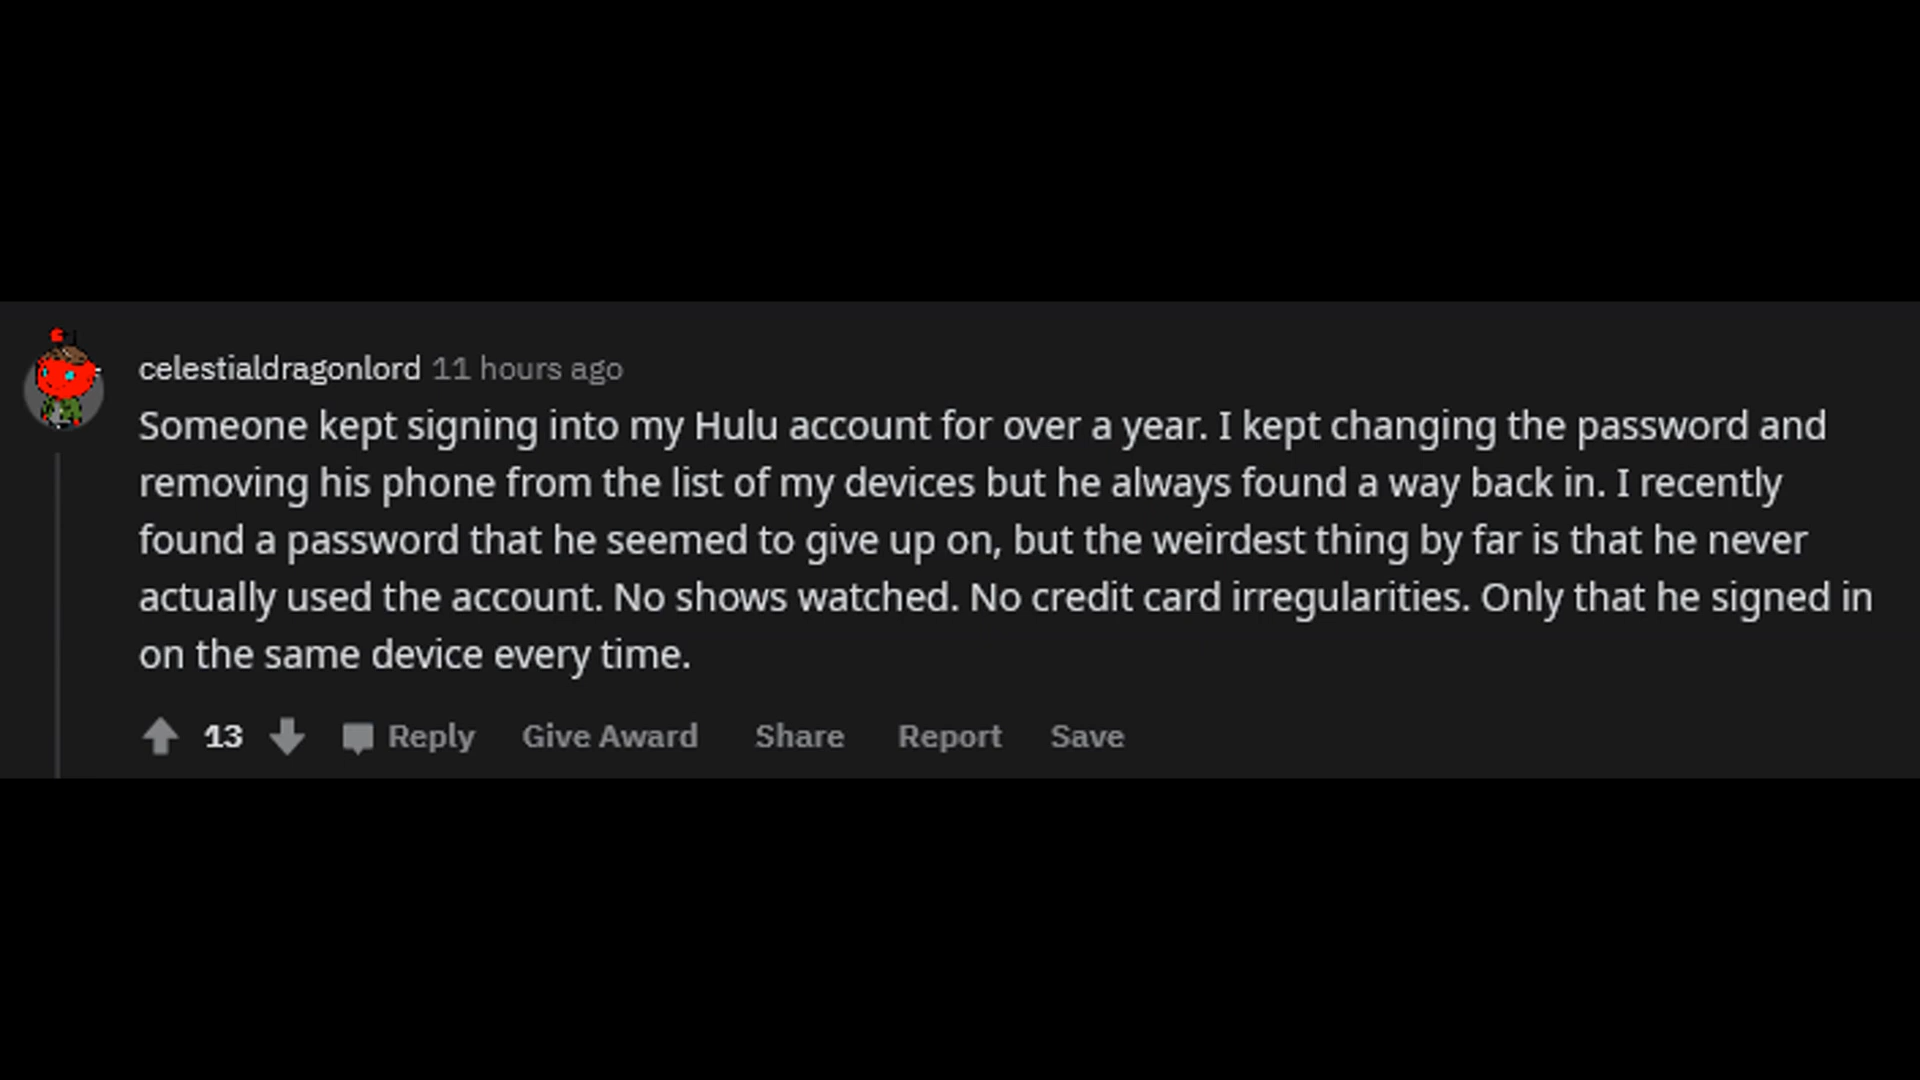 celestialdragonlord 11 hours ago
Someone kept signing into my Hulu account for over a year. I kept changing the password and
removing his phone from the list of my devices but he always found a way back in. I recently
found a password that he seemed to give up on, but the weirdest thing by far is that he never
actually used the account. No shows watched. No credit card irregularities. Only that he signed in
on the same device every time.
13 Reply Give Award Share Report Save